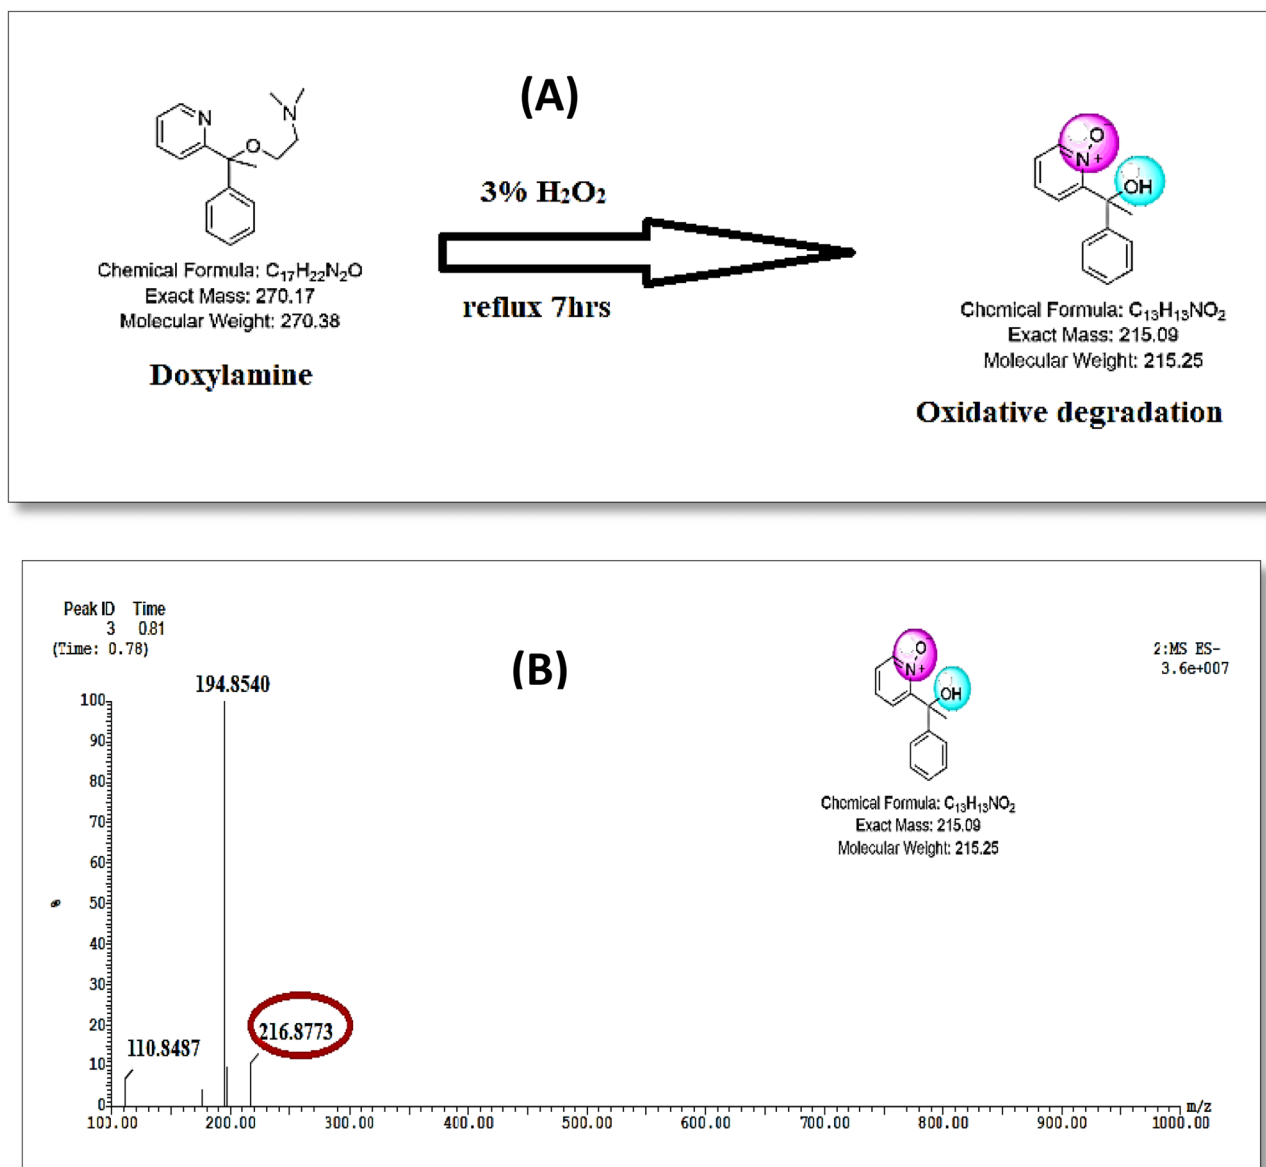 (A)
N
N
O
3% H₂O₂
reflux 7hrs
Chemical Formula: C₁₇H₂₂N₂O
Exact Mass: 270.17
Molecular Weight: 270.38
Doxylamine
O⁻
N⁺
OH
Chemical Formula: C₁₃H₁₃NO₂
Exact Mass: 215.09
Molecular Weight: 215.25
Oxidative degradation
Peak ID Time
3 0.81
(Time: 0.78)
(B)
2:MS ES-
3.6e+007
O⁻
N⁺
OH
Chemical Formula: C₁₃H₁₃NO₂
Exact Mass: 215.09
Molecular Weight: 215.25
194.8540
216.8773
110.8487
100
90
80
70
60
50
40
30
20
10
0
%
m/z
100.00 200.00 300.00 400.00 500.00 600.00 700.00 800.00 900.00 1000.00